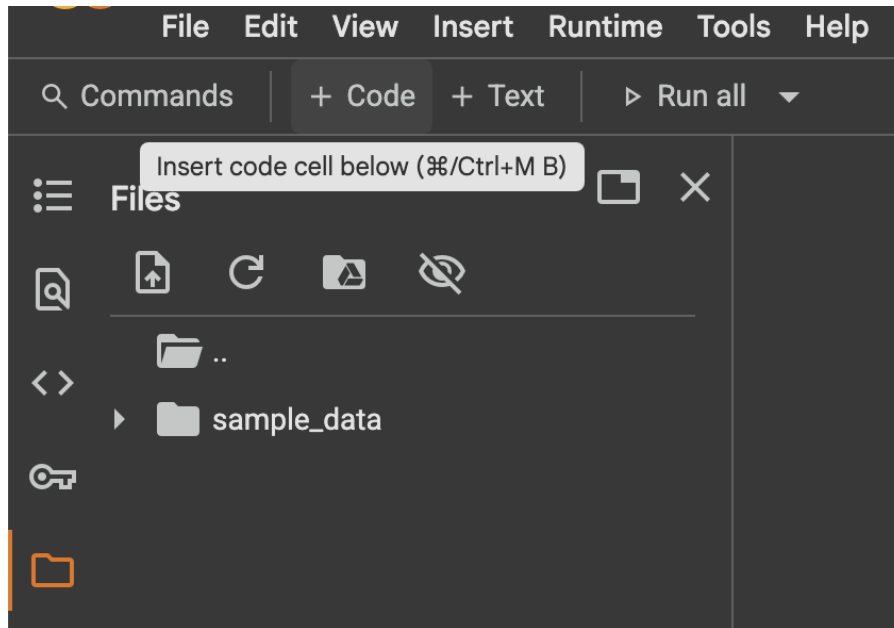 File Edit View Insert Runtime Tools Help
Commands + Code + Text Run all
Insert code cell below (⌘/Ctrl+M B)
Files
..
sample_data